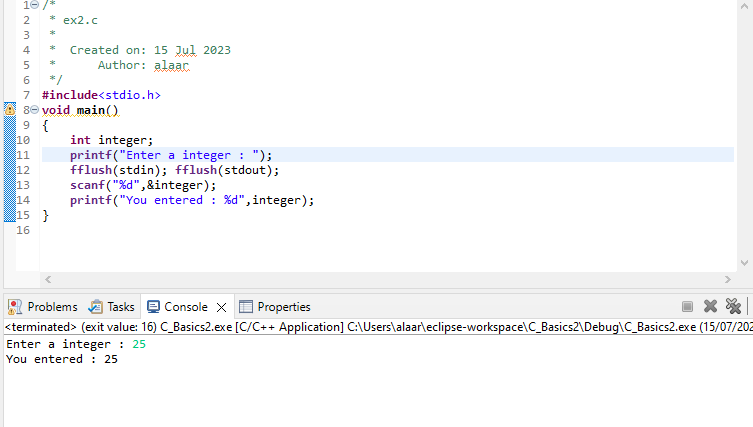 1 /*
2  * ex2.c
3  *
4  *  Created on: 15 Jul 2023
5  *      Author: alaar
6  */
7 #include<stdio.h>
8 void main()
9 {
10     int integer;
11     printf("Enter a integer : ");
12     fflush(stdin); fflush(stdout);
13     scanf("%d",&integer);
14     printf("You entered : %d",integer);
15 }
16
Problems Tasks Console Properties
<terminated> (exit value: 16) C_Basics2.exe [C/C++ Application] C:\Users\alaar\eclipse-workspace\C_Basics2\Debug\C_Basics2.exe (15/07/202
Enter a integer : 25
You entered : 25